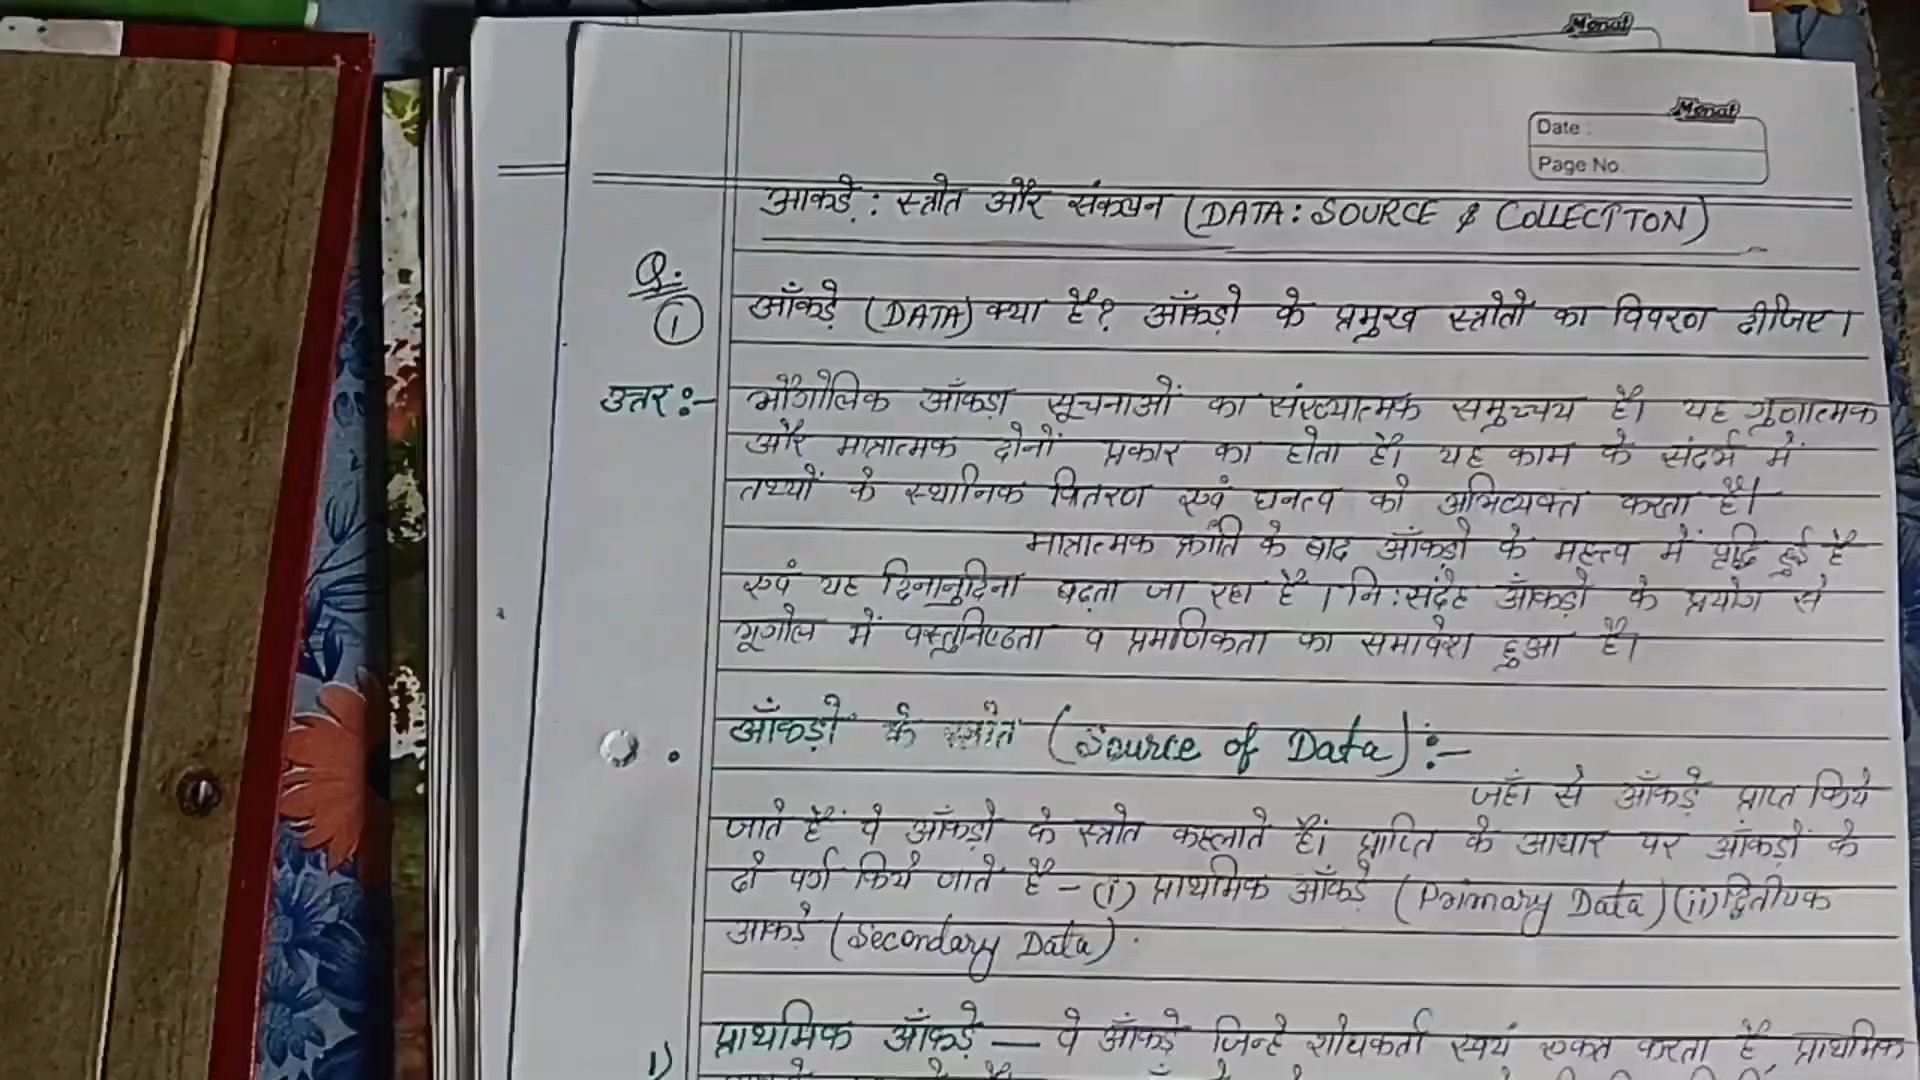 Monal
Monal
Date :
Page No.
आकड़े : स्त्रोत और संकलन (DATA: SOURCE & COLLECTTON)
Q.
① आँकड़े (DATA) क्या है? आँकड़ो के प्रमुख स्त्रोतों का विवरण दीजिए।
उत्तर :- भौगोलिक आँकड़ा सूचनाओं का संख्यात्मक समुच्चय है। यह गुणात्मक
और मात्रात्मक दोनों प्रकार का होता है। यह काम के संदर्भ में
तथ्यों के स्थानिक वितरण एवं घनत्व को अभिव्यक्त करता है।
मात्रात्मक क्रांति के बाद आँकड़ो के महत्त्व में वृद्धि हुई है
एवं यह दिनानुदिना बढ़ता जा रहा है। नि:संदेह आँकड़ो के प्रयोग से
भूगोल में वस्तुनिष्ठता व प्रमाणिकता का समावेश हुआ है।
. आँकड़ो के स्त्रोत (Source of Data) :-
जहाँ से आँकड़े प्राप्त किये
जाते हैं वे आँकड़ो के स्त्रोत कहलाते हैं। प्राप्ति के आधार पर आंकड़ों के
दो वर्ग किये जाते है - (i) प्राथमिक आँकड़े (Primary Data) (ii) द्वितीयक
आकड़े (Secondary Data).
1) प्राथमिक आँकड़े — वे आँकड़े जिन्हे शोधकर्ता स्वयं एकत्र करता है, प्राथमिक